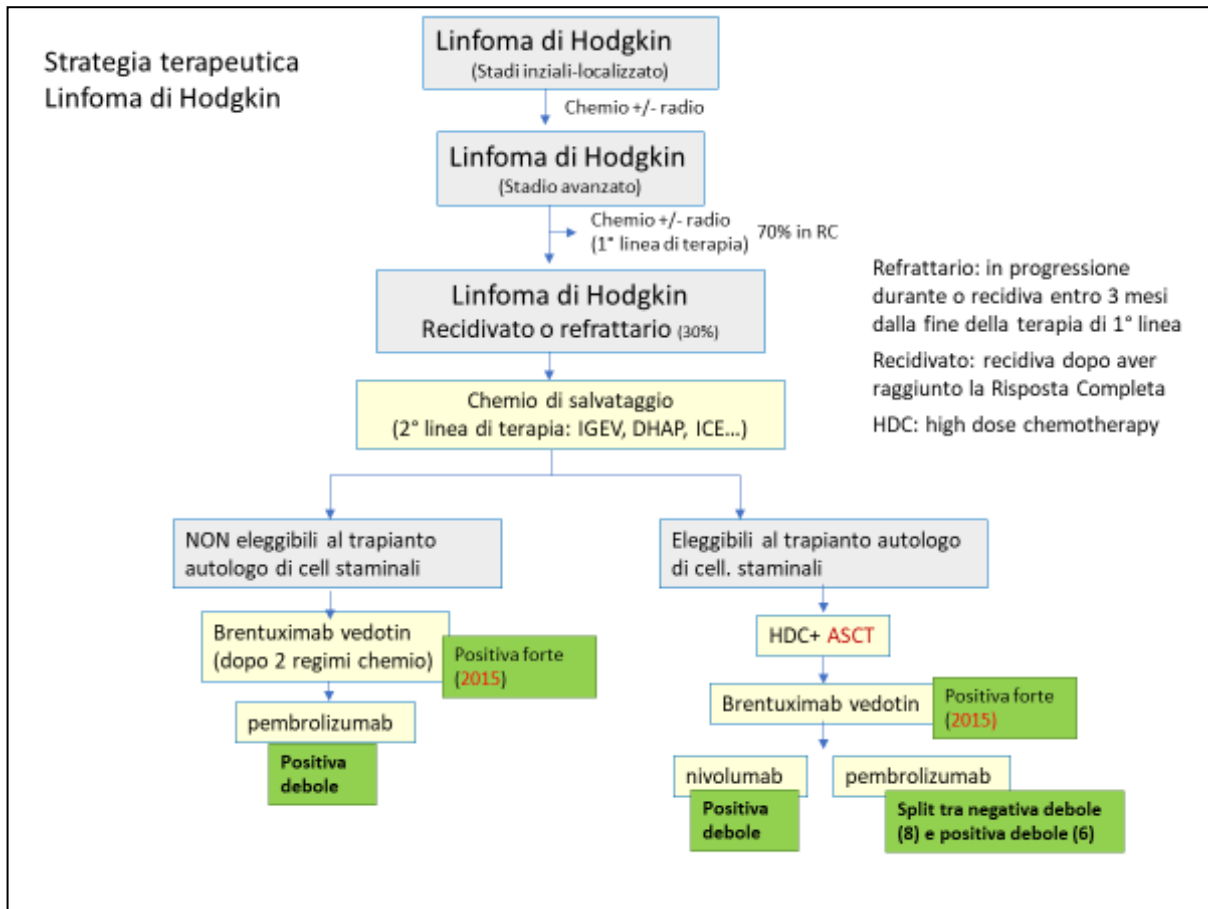 Strategia terapeutica
Linfoma di Hodgkin
Linfoma di Hodgkin
(Stadi inziali-localizzato)
Chemio +/- radio
Linfoma di Hodgkin
(Stadio avanzato)
Chemio +/- radio
(1° linea di terapia)
70% in RC
Linfoma di Hodgkin
Recidivato o refrattario (30%)
Refrattario: in progressione
durante o recidiva entro 3 mesi
dalla fine della terapia di 1° linea
Recidivato: recidiva dopo aver
raggiunto la Risposta Completa
HDC: high dose chemotherapy
Chemio di salvataggio
(2° linea di terapia: IGEV, DHAP, ICE...)
NON eleggibili al trapianto
autologo di cell staminali
Brentuximab vedotin
(dopo 2 regimi chemio)
Positiva forte
(2015)
pembrolizumab
Positiva
debole
Eleggibili al trapianto autologo
di cell. staminali
HDC+ ASCT
Brentuximab vedotin
Positiva forte
(2015)
nivolumab
Positiva
debole
pembrolizumab
Split tra negativa debole
(8) e positiva debole (6)